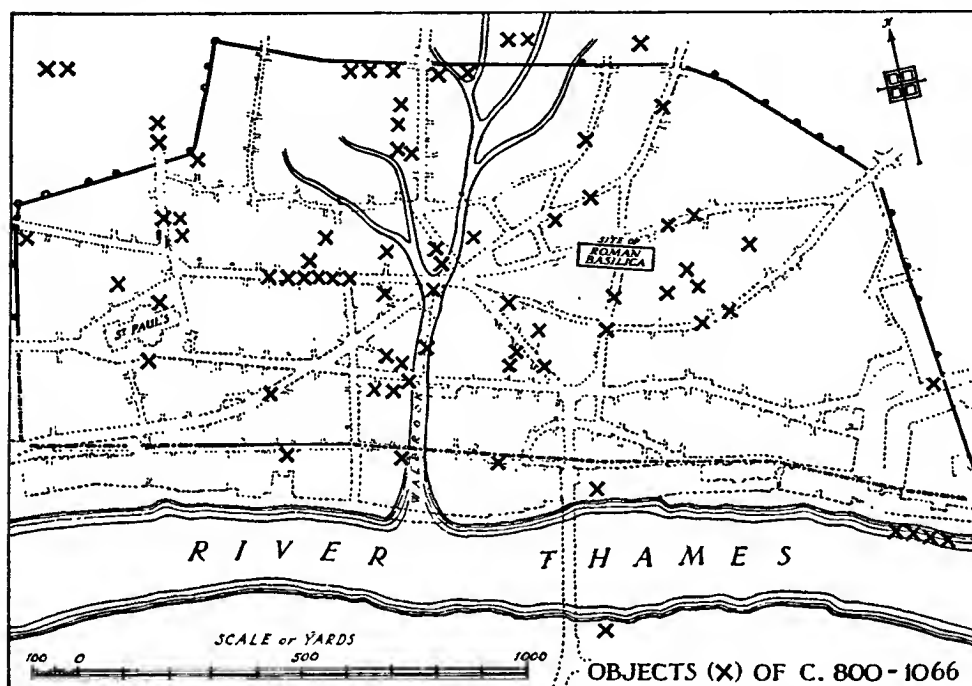 N
SITE OF
ROMAN
BASILICA
ST PAUL'S
WALBROOK
RIVER THAMES
SCALE of YARDS
100 0 500 1000
OBJECTS (X) OF C. 800-1066